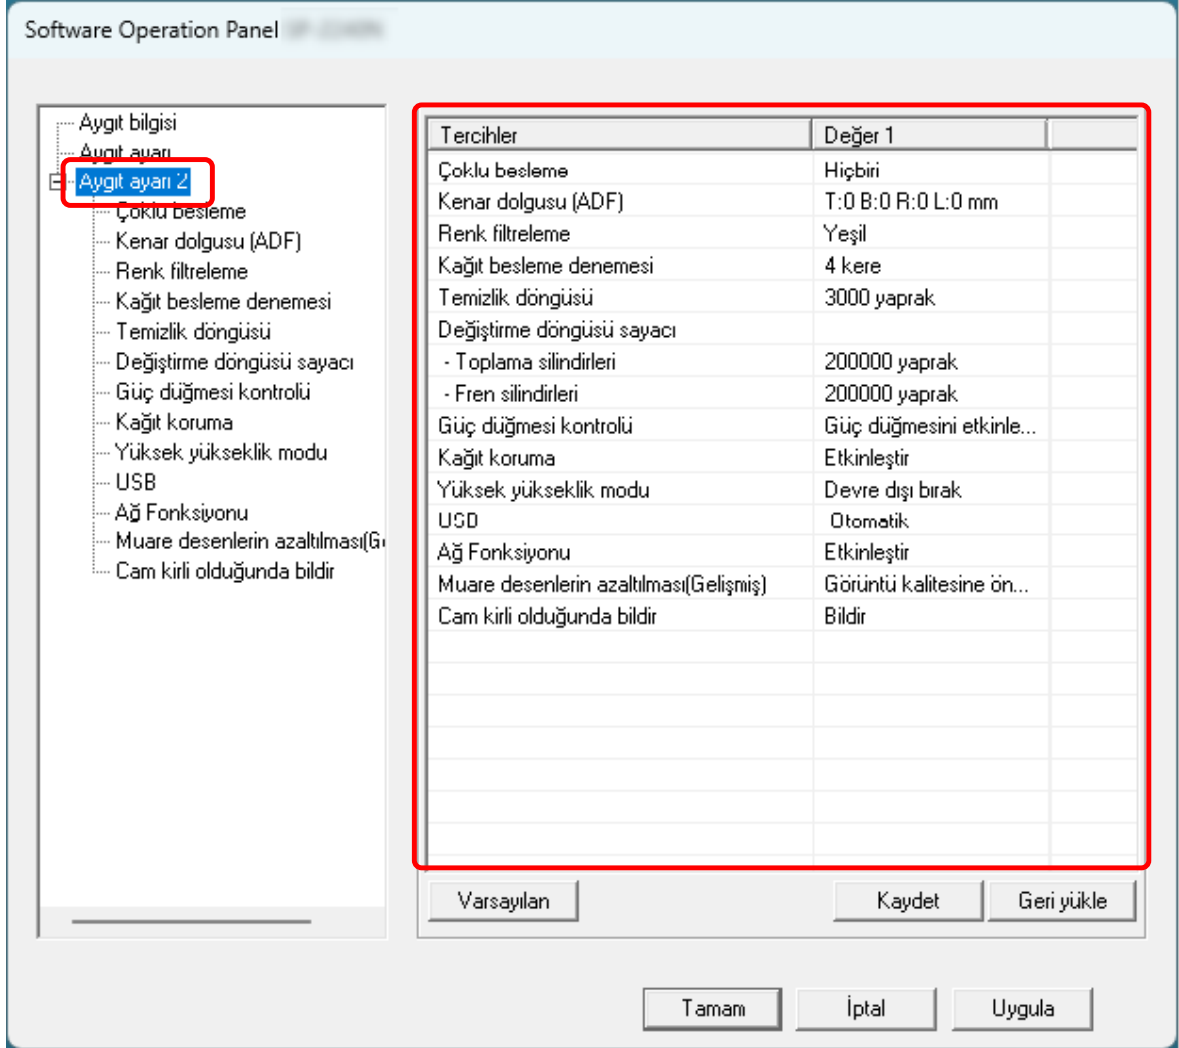 Software Operation Panel
Aygıt bilgisi
Aygıt ayarı
Aygıt ayarı 2
Çoklu besleme
Kenar dolgusu (ADF)
Renk filtreleme
Kağıt besleme denemesi
Temizlik döngüsü
Değiştirme döngüsü sayacı
Güç düğmesi kontrolü
Kağıt koruma
Yüksek yükseklik modu
USB
Ağ Fonksiyonu
Muare desenlerin azaltılması(G
Cam kirli olduğunda bildir
Tercihler Değer 1
Çoklu besleme Hiçbiri
Kenar dolgusu (ADF) T:0 B:0 R:0 L:0 mm
Renk filtreleme Yeşil
Kağıt besleme denemesi 4 kere
Temizlik döngüsü 3000 yaprak
Değiştirme döngüsü sayacı
- Toplama silindirleri 200000 yaprak
- Fren silindirleri 200000 yaprak
Güç düğmesi kontrolü Güç düğmesini etkinle...
Kağıt koruma Etkinleştir
Yüksek yükseklik modu Devre dışı bırak
USB Otomatik
Ağ Fonksiyonu Etkinleştir
Muare desenlerin azaltılması(Gelişmiş) Görüntü kalitesine ön...
Cam kirli olduğunda bildir Bildir
Varsayılan Kaydet Geri yükle
Tamam İptal Uygula